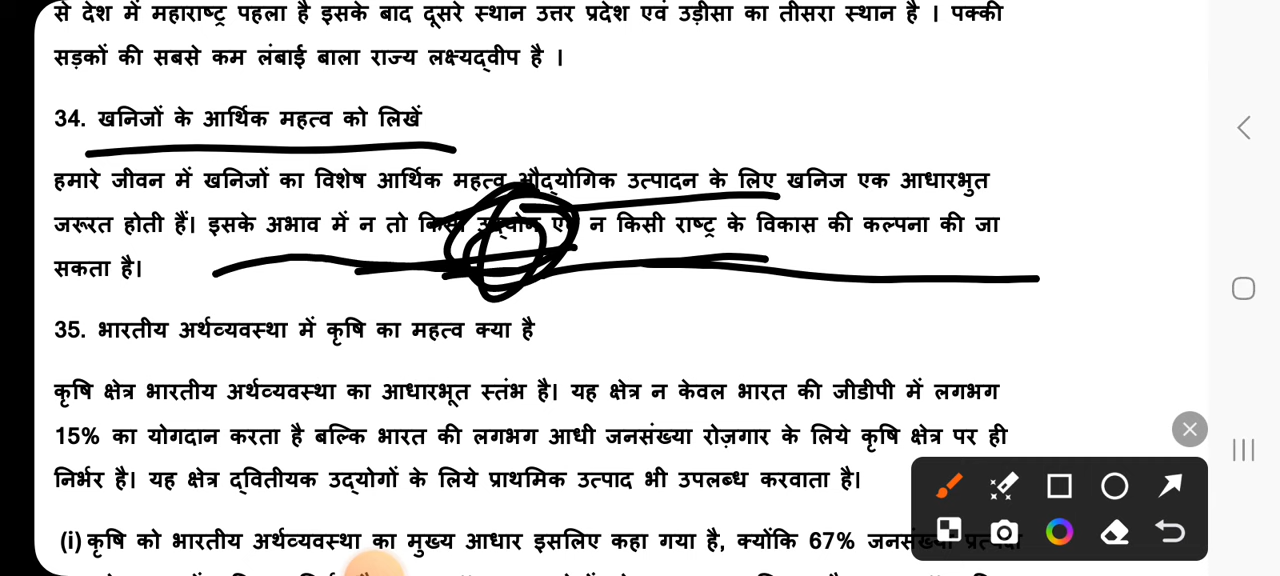 से देश में महाराष्ट्र पहला है इसके बाद दूसरे स्थान उत्तर प्रदेश एवं उड़ीसा का तीसरा स्थान है । पक्की
सड़कों की सबसे कम लंबाई बाला राज्य लक्ष्यद्वीप है ।
34. खनिजों के आर्थिक महत्व को लिखें
हमारे जीवन में खनिजों का विशेष आर्थिक महत्व औद्योगिक उत्पादन के लिए खनिज एक आधारभुत
जरूरत होती हैं। इसके अभाव में न तो किसी उद्योग एवं न किसी राष्ट्र के विकास की कल्पना की जा
सकता है।
35. भारतीय अर्थव्यवस्था में कृषि का महत्व क्या है
कृषि क्षेत्र भारतीय अर्थव्यवस्था का आधारभूत स्तंभ है। यह क्षेत्र न केवल भारत की जीडीपी में लगभग
15% का योगदान करता है बल्कि भारत की लगभग आधी जनसंख्या रोज़गार के लिये कृषि क्षेत्र पर ही
निर्भर है। यह क्षेत्र द्वितीयक उद्योगों के लिये प्राथमिक उत्पाद भी उपलब्ध करवाता है।
(i) कृषि को भारतीय अर्थव्यवस्था का मुख्य आधार इसलिए कहा गया है, क्योंकि 67% जनसंख्या